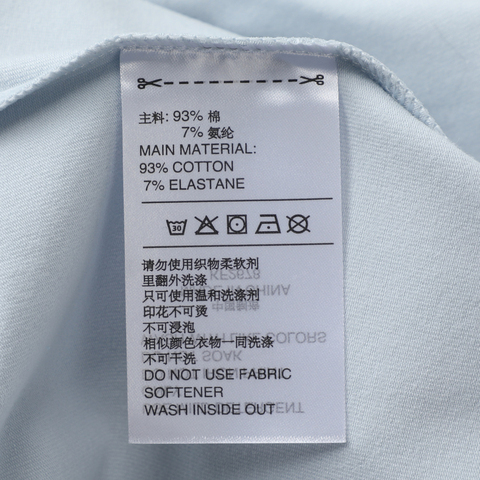 主料: 93% 棉
7% 氨纶
MAIN MATERIAL:
93% COTTON
7% ELASTANE
30
请勿使用织物柔软剂
里翻外洗涤
只可使用温和洗涤剂
印花不可烫
不可浸泡
相似颜色衣物一同洗涤
不可干洗
DO NOT USE FABRIC
SOFTENER
WASH INSIDE OUT